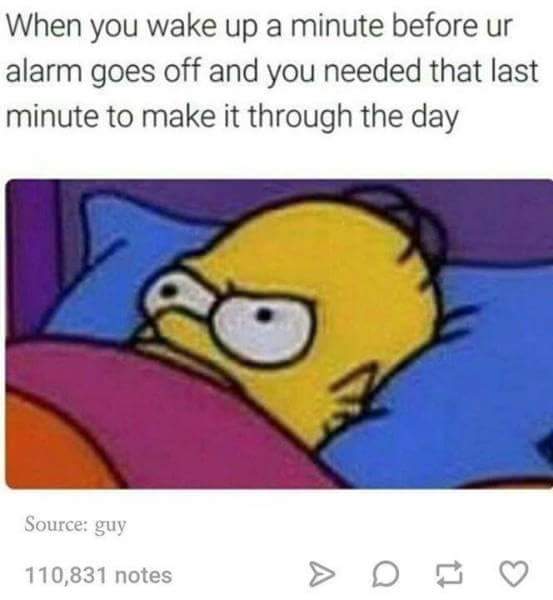 When you wake up a minute before ur
alarm goes off and you needed that last
minute to make it through the day
Source: guy
110,831 notes